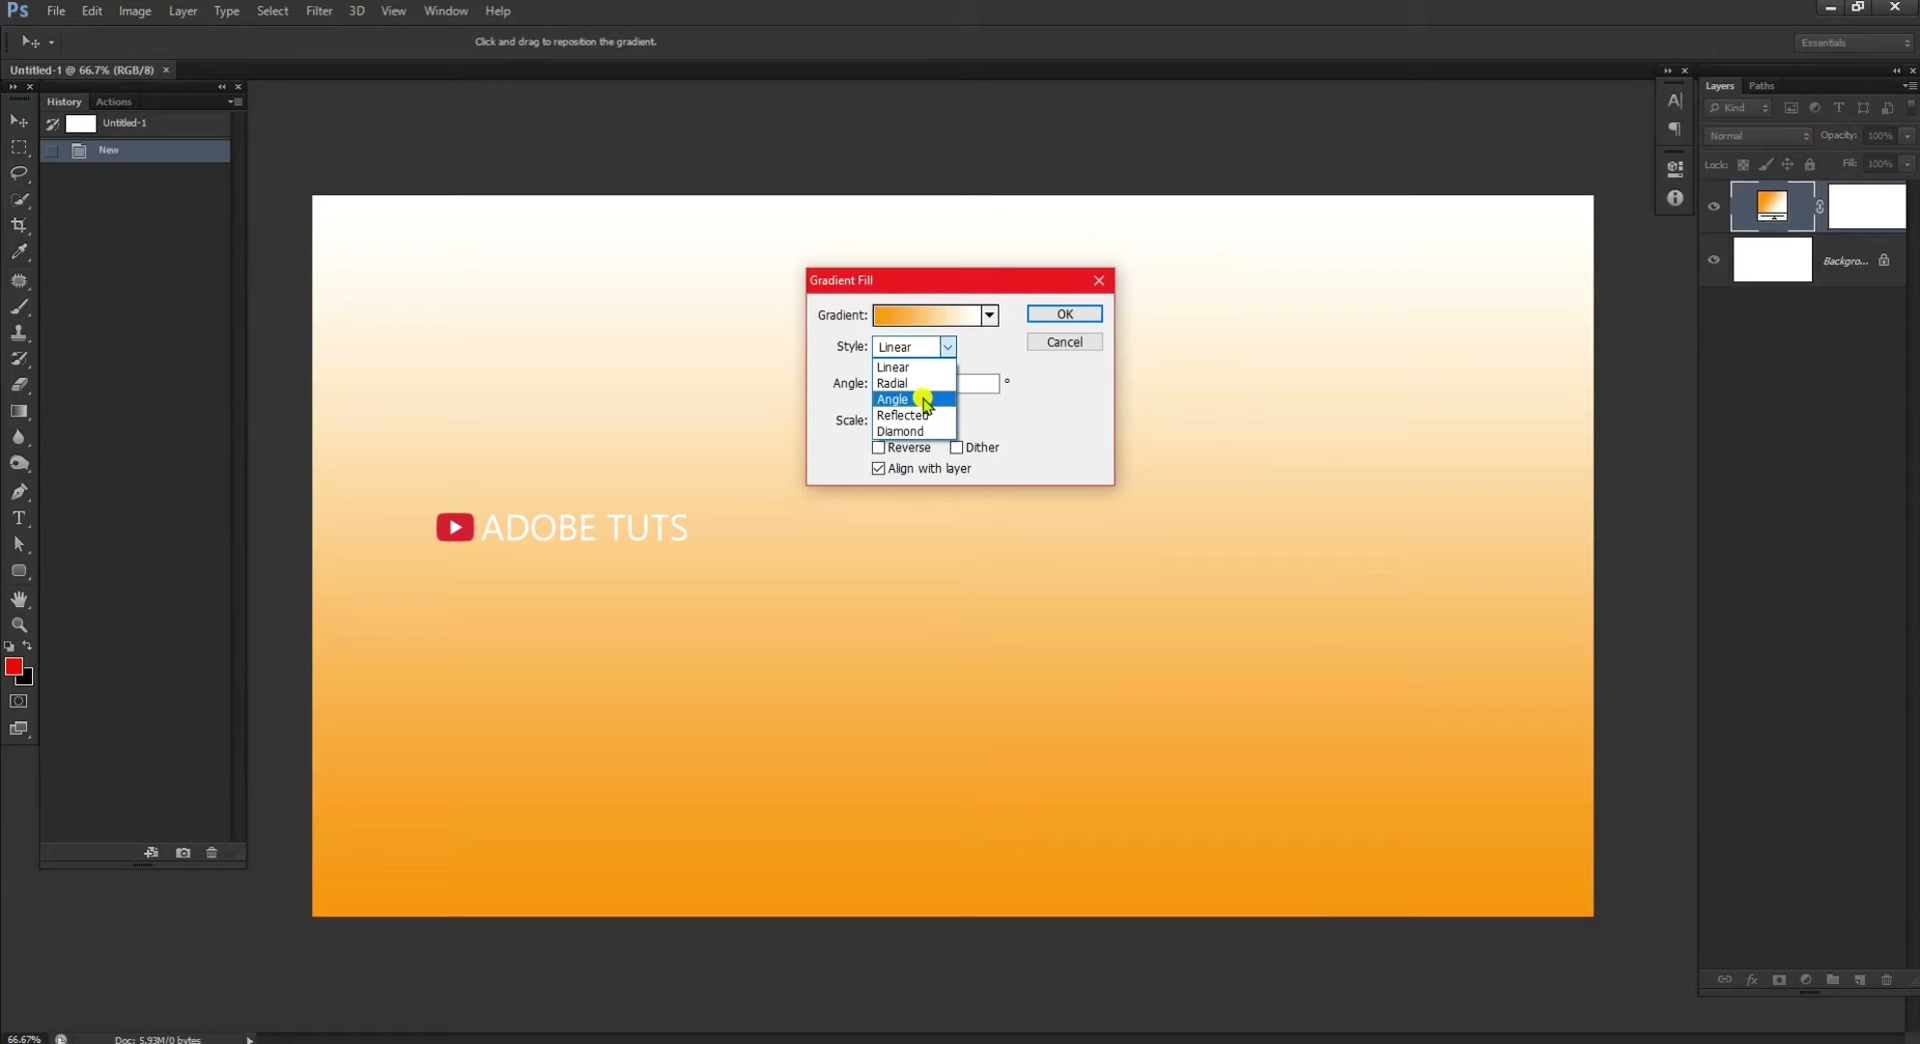 Ps File Edit Image Layer Type Select Filter 3D View Window Help
Click and drag to reposition the gradient.
Essentials
Untitled-1 @ 66.7% (RGB/8) ×
History Actions
Untitled-1
New
Layers Paths
Kind
Normal Opacity: 100%
Lock: Fill: 100%
Backgro...
Gradient Fill
Gradient: OK
Style: Linear Cancel
Linear
Radial
Angle: °
Angle
Reflected
Scale:
Diamond
Reverse Dither
Align with layer
ADOBE TUTS
66.67% Doc: 5.93M/0 bytes